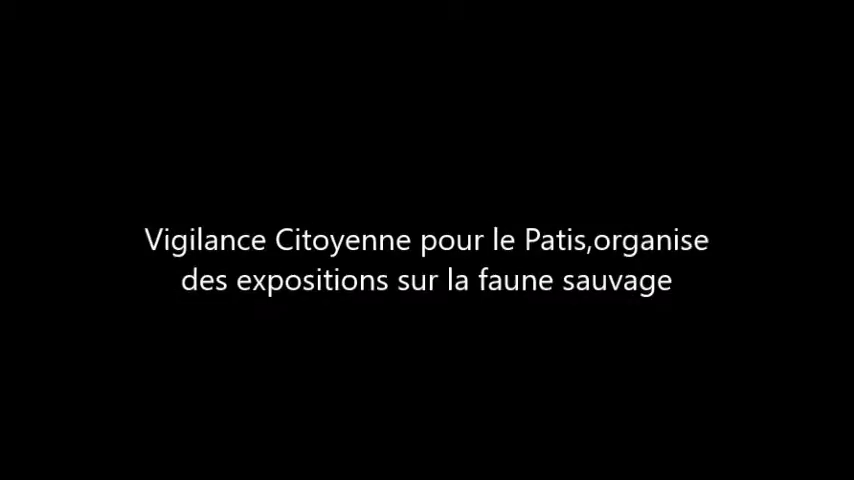 Vigilance Citoyenne pour le Patis,organise
des expositions sur la faune sauvage